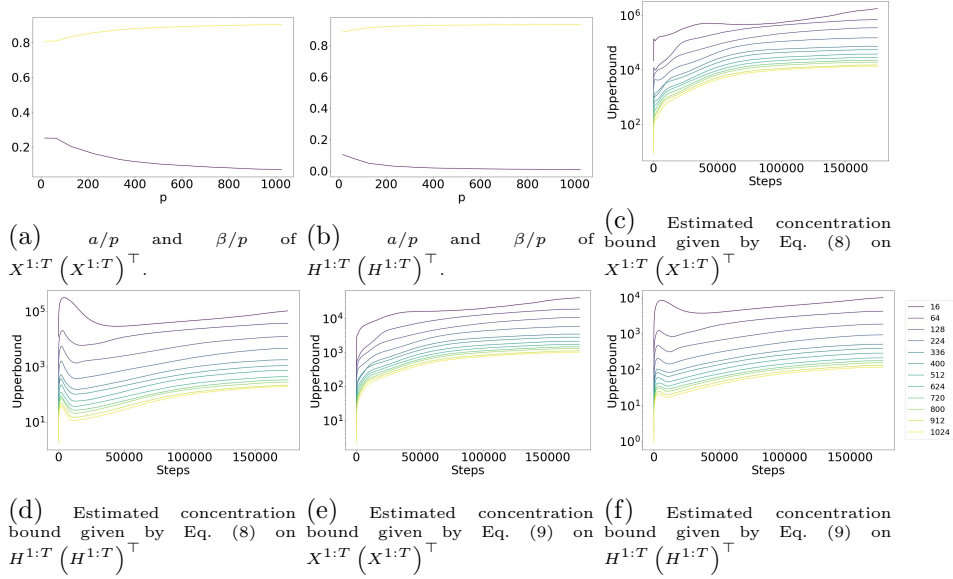 0.8
0.6
0.4
0.2
0 200 400 600 800 1000
p
(a) a/p and β/p of
X^{1:T} (X^{1:T})^⊤.
0.8
0.6
0.4
0.2
0.0
0 200 400 600 800 1000
p
(b) a/p and β/p of
H^{1:T} (H^{1:T})^⊤.
Upperbound
10^6
10^4
10^2
0 50000 100000 150000
Steps
(c) Estimated concentration
bound given by Eq. (8) on
X^{1:T} (X^{1:T})^⊤
Upperbound
10^5
10^3
10^1
0 50000 100000 150000
Steps
(d) Estimated concentration
bound given by Eq. (8) on
H^{1:T} (H^{1:T})^⊤
Upperbound
10^4
10^3
10^2
10^1
0 50000 100000 150000
Steps
(e) Estimated concentration
bound given by Eq. (9) on
X^{1:T} (X^{1:T})^⊤
Upperbound
10^4
10^3
10^2
10^1
10^0
0 50000 100000 150000
Steps
(f) Estimated concentration
bound given by Eq. (9) on
H^{1:T} (H^{1:T})^⊤
16
64
128
224
336
400
512
624
720
800
912
1024